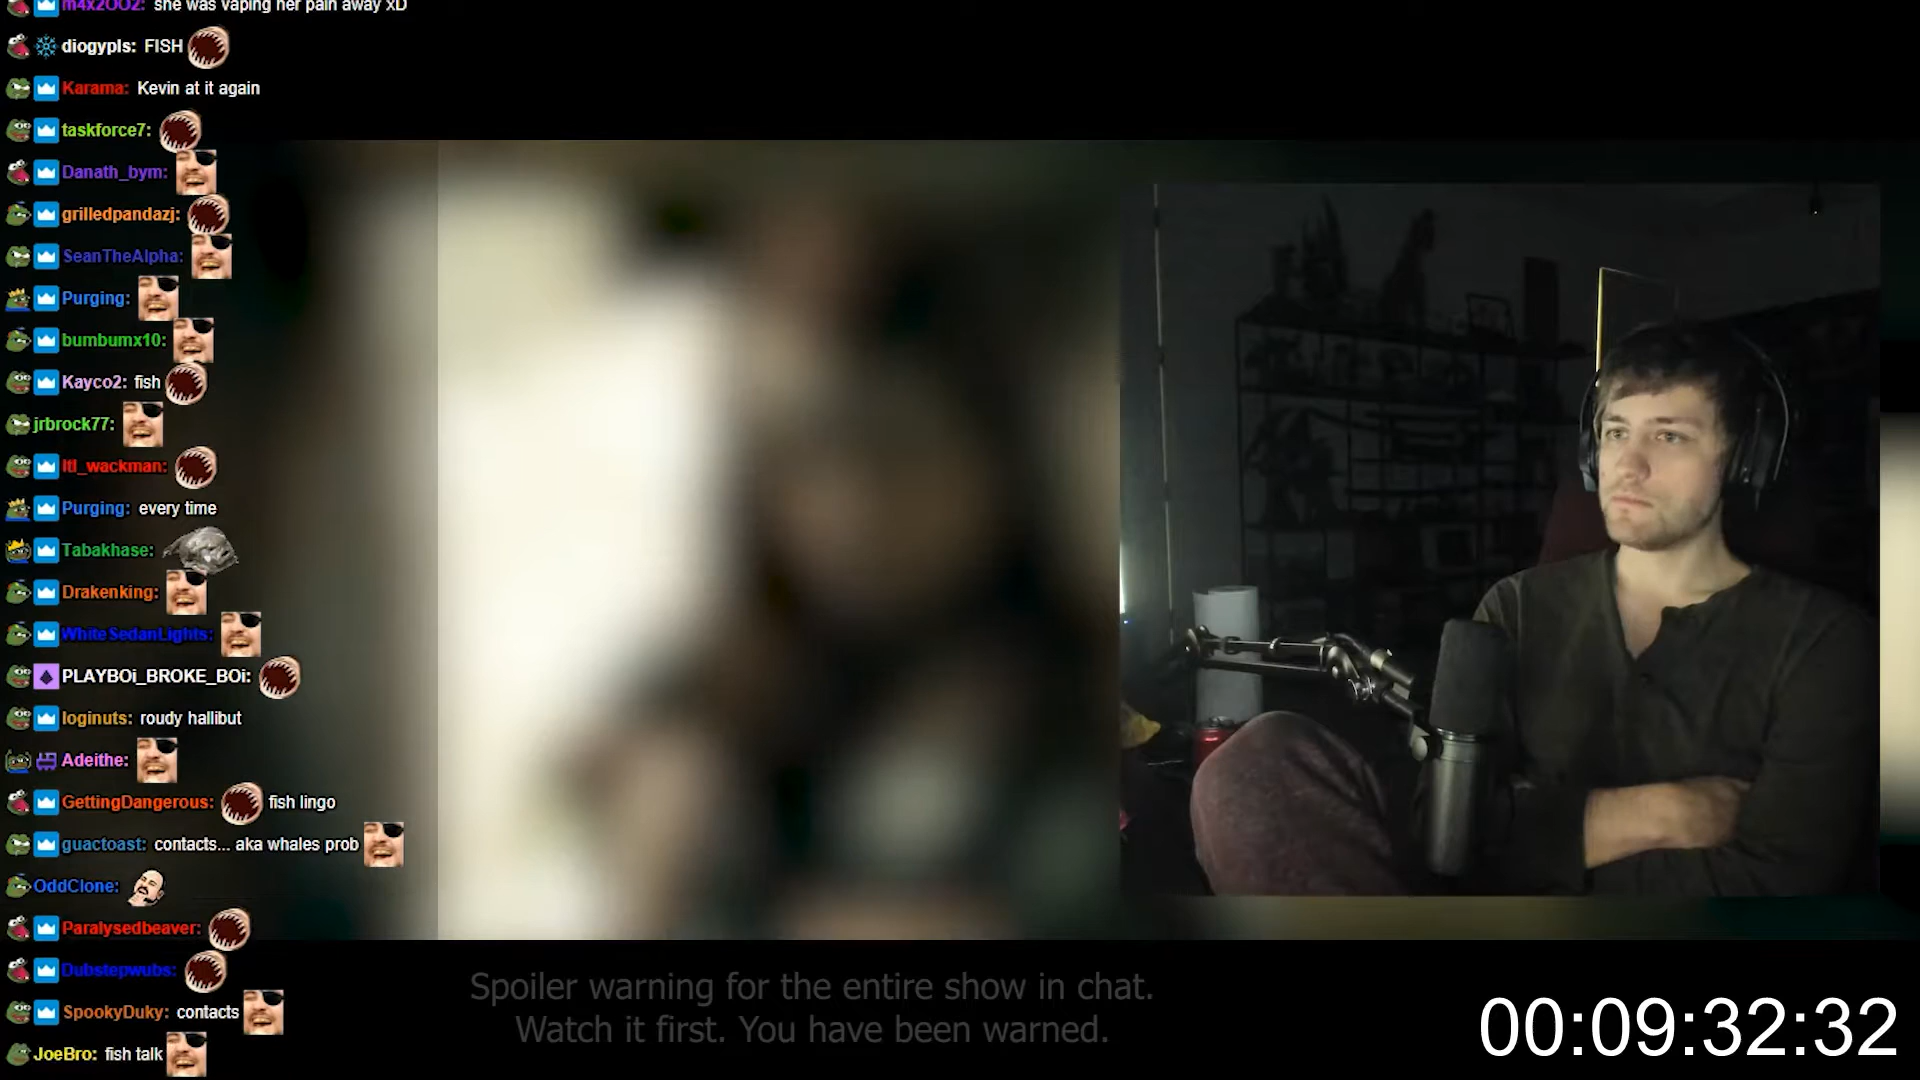 m4x2OO2: she was vaping her pain away xD
diogypls: FISH
Karama: Kevin at it again
taskforce7:
Danath_bym:
grilledpandazj:
SeanTheAlpha:
Purging:
bumbumx10:
Kayco2: fish
jrbrock77:
ltl_wackman:
Purging: every time
Tabakhase:
Drakenking:
WhiteSedanLights:
PLAYBOi_BROKE_BOi:
loginuts: roudy hallibut
Adeithe:
GettingDangerous: fish lingo
guactoast: contacts... aka whales prob
OddClone:
Paralysedbeaver:
Dubstepwubs:
SpookyDuky: contacts
JoeBro: fish talk
Spoiler warning for the entire show in chat.
Watch it first. You have been warned.
00:09:32:32